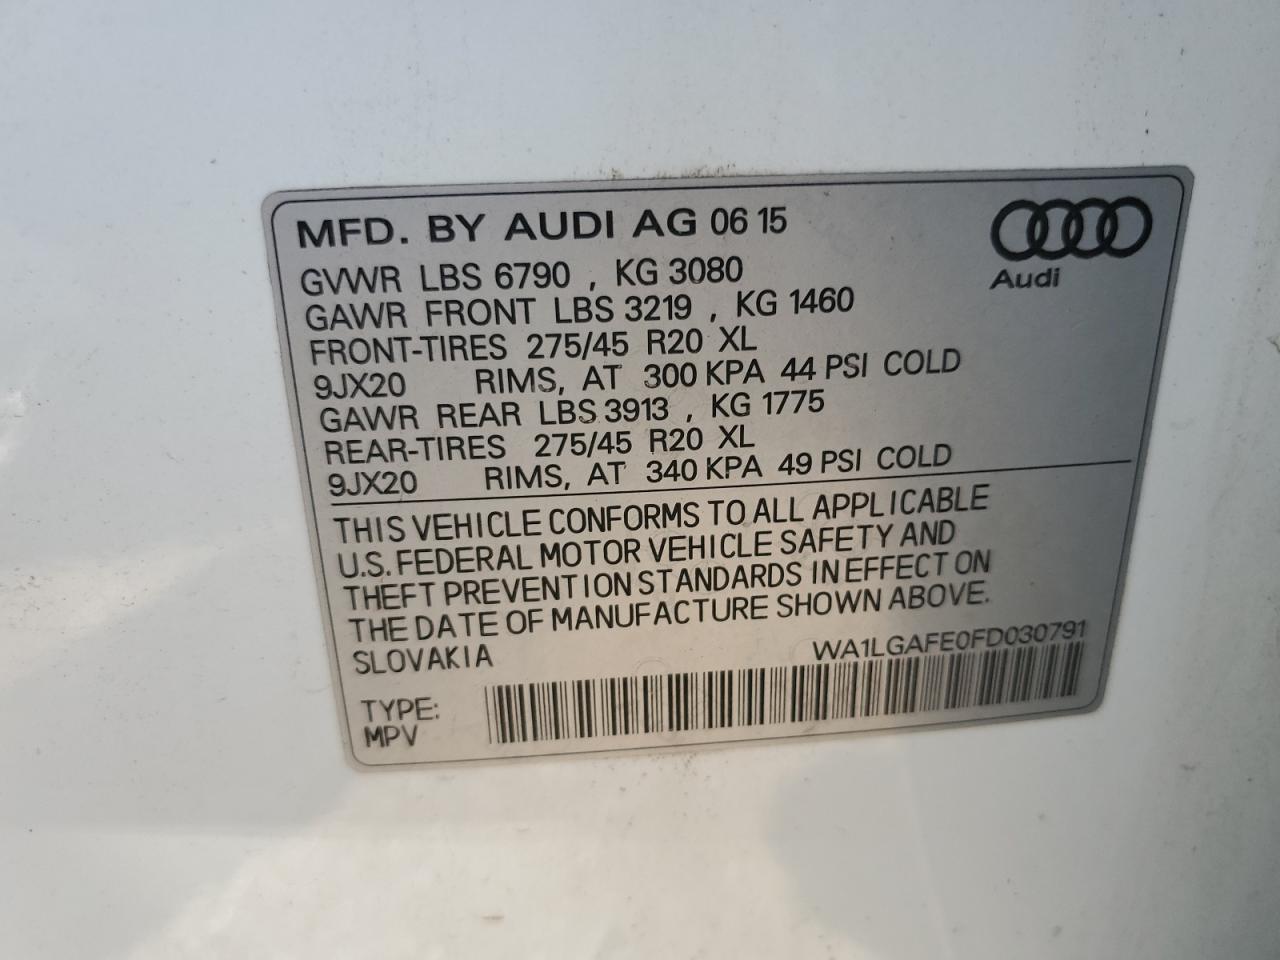 MFD. BY AUDI AG 06 15
Audi
GVWR LBS 6790 , KG 3080
GAWR FRONT LBS 3219 , KG 1460
FRONT-TIRES 275/45 R20 XL
9JX20 RIMS, AT 300 KPA 44 PSI COLD
GAWR REAR LBS 3913 , KG 1775
REAR-TIRES 275/45 R20 XL
9JX20 RIMS, AT 340 KPA 49 PSI COLD
THIS VEHICLE CONFORMS TO ALL APPLICABLE
U.S. FEDERAL MOTOR VEHICLE SAFETY AND
THEFT PREVENTION STANDARDS IN EFFECT ON
THE DATE OF MANUFACTURE SHOWN ABOVE.
SLOVAKIA WA1LGAFE0FD030791
TYPE:
MPV